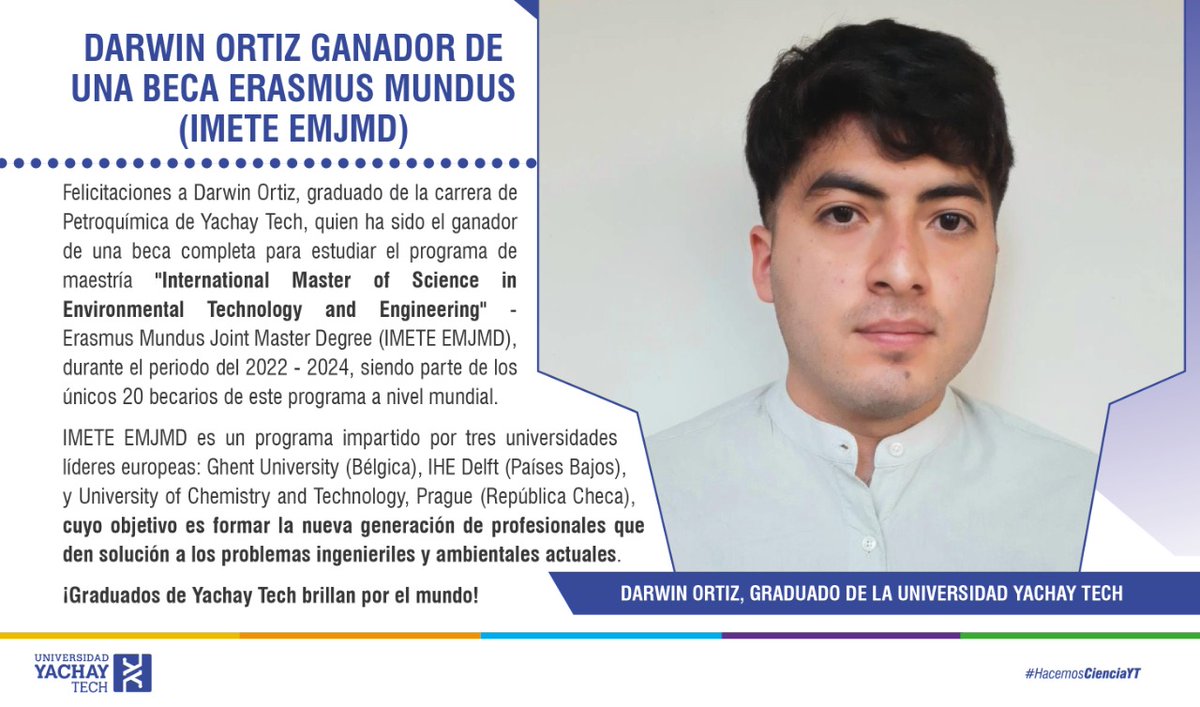 DARWIN ORTIZ GANADOR DE
UNA BECA ERASMUS MUNDUS
(IMETE EMJMD)
Felicitaciones a Darwin Ortiz, graduado de la carrera de
Petroquímica de Yachay Tech, quien ha sido el ganador
de una beca completa para estudiar el programa de
maestría "International Master of Science in
Environmental Technology and Engineering" -
Erasmus Mundus Joint Master Degree (IMETE EMJMD),
durante el periodo del 2022 - 2024, siendo parte de los
únicos 20 becarios de este programa a nivel mundial.
IMETE EMJMD es un programa impartido por tres universidades
líderes europeas: Ghent University (Bélgica), IHE Delft (Países Bajos),
y University of Chemistry and Technology, Prague (República Checa),
cuyo objetivo es formar la nueva generación de profesionales que
den solución a los problemas ingenieriles y ambientales actuales.
¡Graduados de Yachay Tech brillan por el mundo!
DARWIN ORTIZ, GRADUADO DE LA UNIVERSIDAD YACHAY TECH
UNIVERSIDAD
YACHAY
TECH
#HacemosCienciaYT